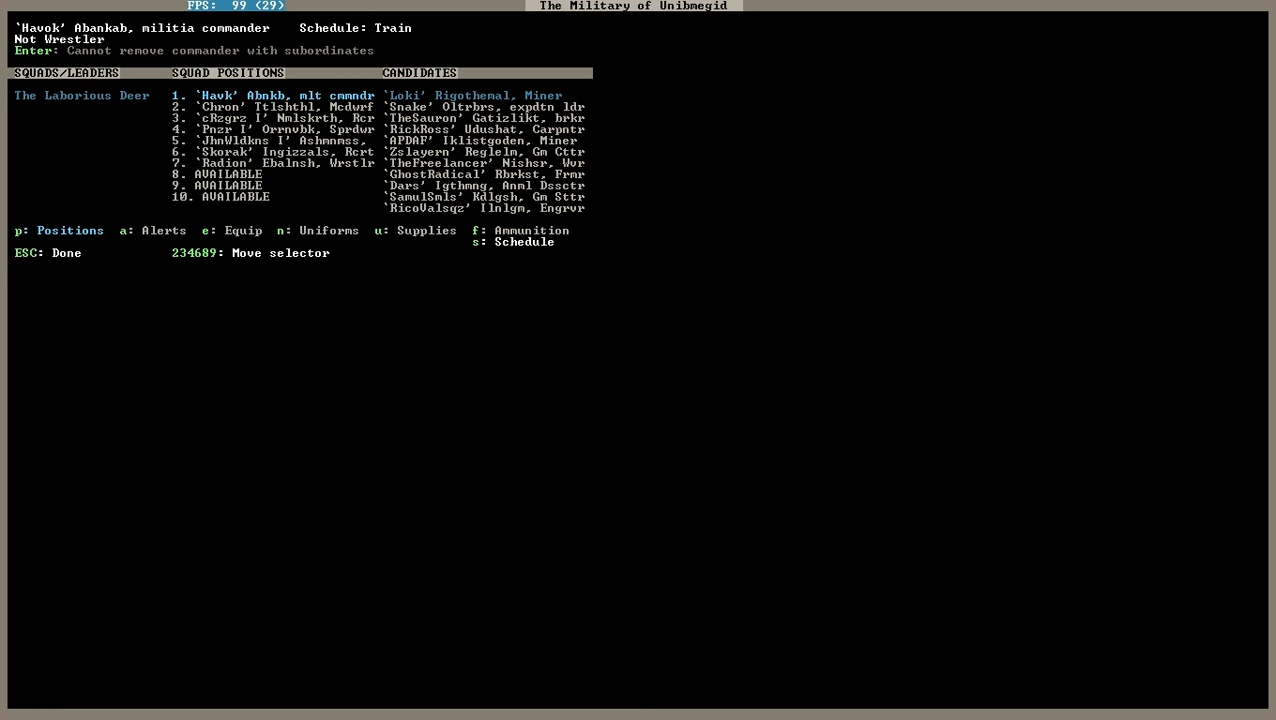 FPS: 99 (29) The Military of Unibmegid
`Havok' Abankab, militia commander Schedule: Train
Not Wrestler
Enter: Cannot remove commander with subordinates
SQUADS/LEADERS SQUAD POSITIONS CANDIDATES
The Laborious Deer 1. `Havk' Abnkb, mlt cmmndr `Loki' Rigothemal, Miner
2. `Chron' Ttlshthl, Mcdwrf `Snake' Oltrbrs, expdtn ldr
3. `cRzgrz I' Nmlskrth, Rcr `TheSauron' Gatizlikt, brkr
4. `Pnzr I' Orrnvbk, Sprdwr `RickRoss' Udushat, Carpntr
5. `JhnWldkns I' Ashmnmss, `APDAF' Iklistgoden, Miner
6. `Skorak' Ingizzals, Rcrt `Zslayern' Reglelm, Gm Cttr
7. `Radion' Ebalnsh, Wrstlr `TheFreelancer' Nishsr, Wvr
8. AVAILABLE `GhostRadical' Rbrkst, Frmr
9. AVAILABLE `Dars' Igthmng, Anml Dssctr
10. AVAILABLE `SamulSmls' Kdlgsh, Gm Sttr
`RicoValsqz' Ilnlgm, Engrvr
p: Positions a: Alerts e: Equip n: Uniforms u: Supplies f: Ammunition
s: Schedule
ESC: Done 234689: Move selector